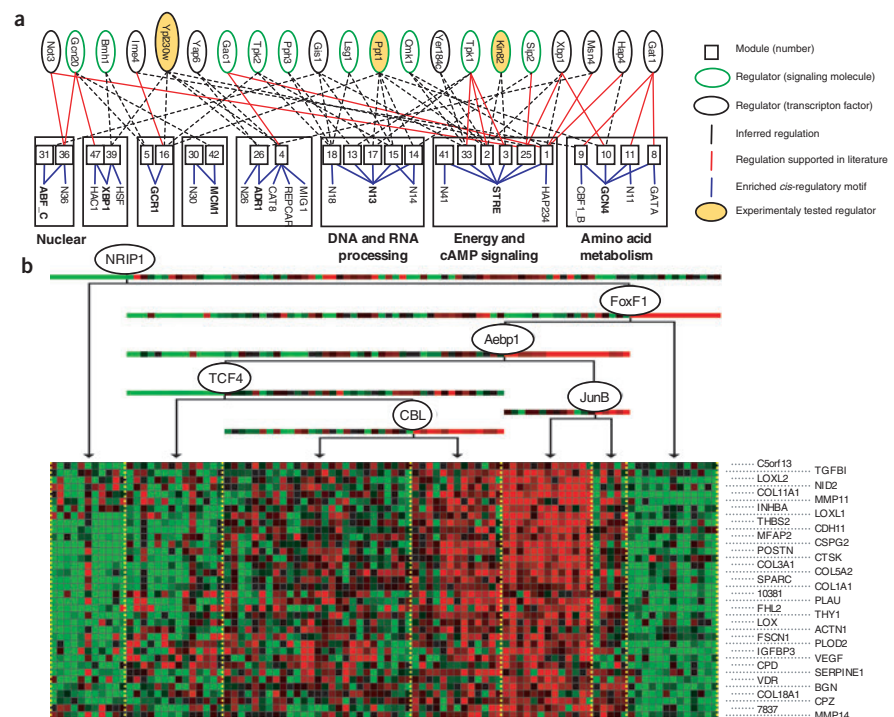 a
Not3 Gcn20 Bmh1 Ime4 Ypl230w Yap6 Gac1 Tpk2 Pph3 Gis1 Lsg1 Ppt1 Cmk1 Yer184c Tpk1 Kin82 Sip2 Xbp1 Msn4 Hap4 Gat1
Module (number)
Regulator (signaling molecule)
Regulator (transcripton factor)
Inferred regulation
Regulation supported in literature
Enriched cis-regulatory motif
Experimentaly tested regulator
31 36 47 39 5 16 30 42 26 4 18 13 17 15 14 41 33 2 3 25 1 9 10 11 8
ABF_C N36 HAC1 XBP1 HSF GCR1 N30 MCM1 N26 ADR1 CAT8 REPCAR MIG1 N18 N13 N14 N41 STRE HAP234 CBF1_B GCN4 N11 GATA
Nuclear
DNA and RNA
processing
Energy and
cAMP signaling
Amino acid
metabolism
b
NRIP1
FoxF1
Aebp1
TCF4
JunB
CBL
C5orf13
TGFBI
LOXL2
NID2
COL11A1
MMP11
INHBA
LOXL1
THBS2
CDH11
MFAP2
CSPG2
POSTN
CTSK
COL3A1
COL5A2
SPARC
COL1A1
10381
PLAU
FHL2
THY1
LOX
ACTN1
FSCN1
PLOD2
IGFBP3
VEGF
CPD
SERPINE1
VDR
BGN
COL18A1
CPZ
7837
MMP14